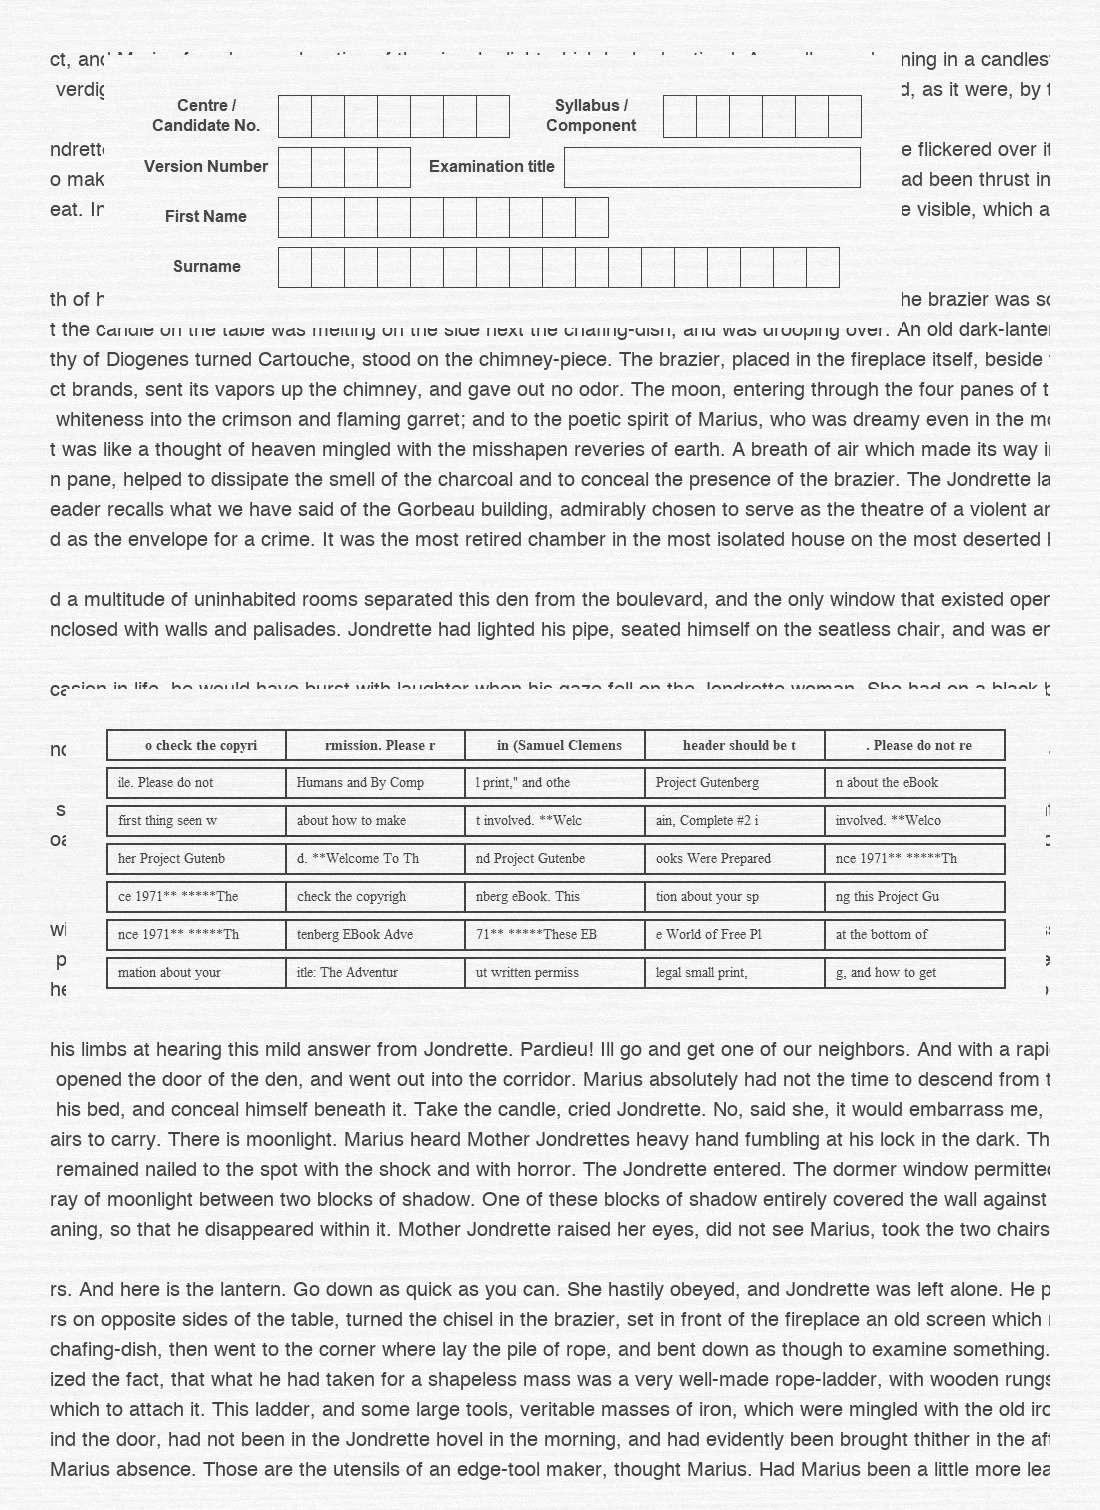 ct, and
ning in a candles
verdig
d, as it were, by t
Centre / Candidate No.
Syllabus / Component
ndrette
e flickered over it
Version Number
Examination title
o mak
ad been thrust in
eat. In
e visible, which a
First Name
Surname
th of h
he brazier was so
t the candle on the table was melting on the side next the chafing-dish, and was drooping over. An old dark-lanter
thy of Diogenes turned Cartouche, stood on the chimney-piece. The brazier, placed in the fireplace itself, beside
ct brands, sent its vapors up the chimney, and gave out no odor. The moon, entering through the four panes of t
whiteness into the crimson and flaming garret; and to the poetic spirit of Marius, who was dreamy even in the mo
t was like a thought of heaven mingled with the misshapen reveries of earth. A breath of air which made its way i
n pane, helped to dissipate the smell of the charcoal and to conceal the presence of the brazier. The Jondrette la
eader recalls what we have said of the Gorbeau building, admirably chosen to serve as the theatre of a violent an
d as the envelope for a crime. It was the most retired chamber in the most isolated house on the most deserted
d a multitude of uninhabited rooms separated this den from the boulevard, and the only window that existed open
nclosed with walls and palisades. Jondrette had lighted his pipe, seated himself on the seatless chair, and was en
casion in life, he would have burst with laughter when his gaze fell on the Jondrette woman. She had on a black b
o check the copyri rmission. Please r in (Samuel Clemens header should be t . Please do not re
ile. Please do not Humans and By Comp l print," and othe Project Gutenberg n about the eBook
first thing seen w about how to make t involved. **Welc ain, Complete #2 i involved. **Welco
her Project Gutenb d. **Welcome To Th nd Project Gutenbe ooks Were Prepared nce 1971** *****Th
ce 1971** *****The check the copyrigh nberg eBook. This tion about your sp ng this Project Gu
nce 1971** *****Th tenberg EBook Adve 71** *****These EB e World of Free Pl at the bottom of
mation about your itle: The Adventur ut written permiss legal small print, g, and how to get
his limbs at hearing this mild answer from Jondrette. Pardieu! Ill go and get one of our neighbors. And with a rapi
opened the door of the den, and went out into the corridor. Marius absolutely had not the time to descend from t
his bed, and conceal himself beneath it. Take the candle, cried Jondrette. No, said she, it would embarrass me,
airs to carry. There is moonlight. Marius heard Mother Jondrettes heavy hand fumbling at his lock in the dark. Th
remained nailed to the spot with the shock and with horror. The Jondrette entered. The dormer window permitted
ray of moonlight between two blocks of shadow. One of these blocks of shadow entirely covered the wall against
aning, so that he disappeared within it. Mother Jondrette raised her eyes, did not see Marius, took the two chairs
rs. And here is the lantern. Go down as quick as you can. She hastily obeyed, and Jondrette was left alone. He p
rs on opposite sides of the table, turned the chisel in the brazier, set in front of the fireplace an old screen which
chafing-dish, then went to the corner where lay the pile of rope, and bent down as though to examine something.
ized the fact, that what he had taken for a shapeless mass was a very well-made rope-ladder, with wooden rungs
which to attach it. This ladder, and some large tools, veritable masses of iron, which were mingled with the old iro
ind the door, had not been in the Jondrette hovel in the morning, and had evidently been brought thither in the aft
Marius absence. Those are the utensils of an edge-tool maker, thought Marius. Had Marius been a little more lea